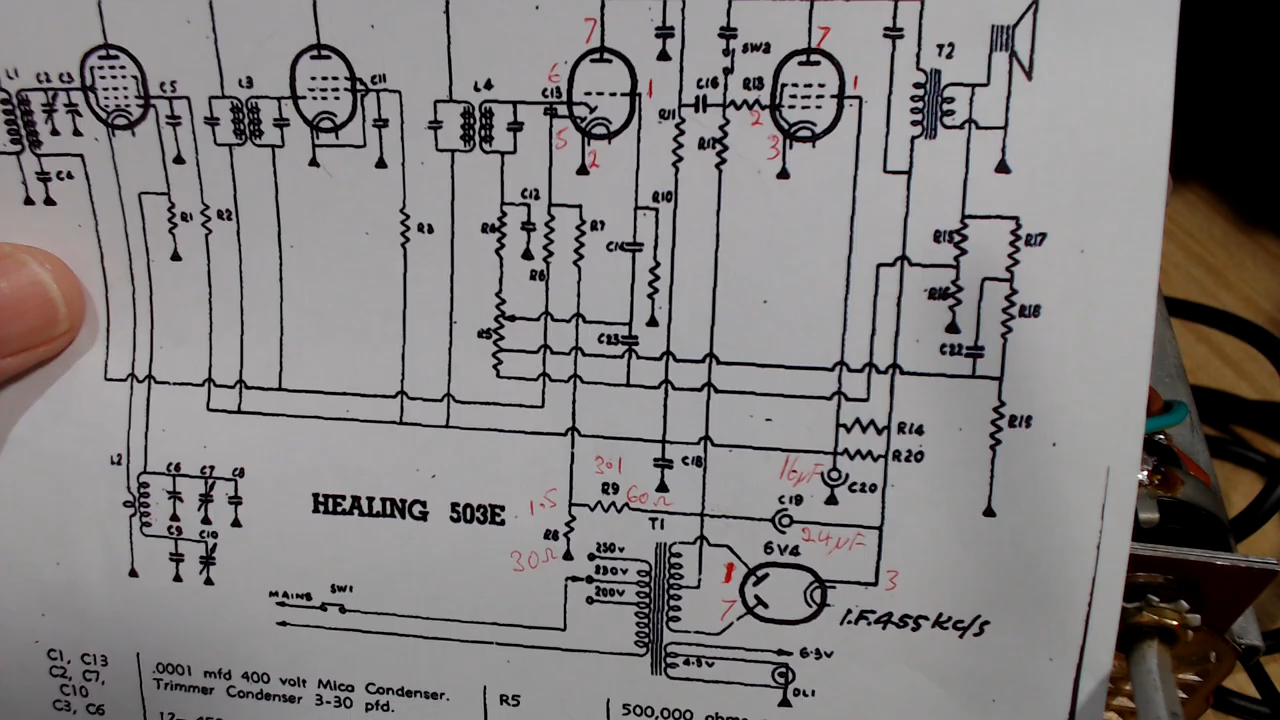 7
7
SW2
T2
L1
C2 C3
C5
L3
C11
L4
6
C13
1
C16
R13
1
R11
2
5
2
R12
3
C4
R1
R2
R3
C12
R7
R10
C14
R6
R15
R17
R16
R18
R5
C23
C22
R14
R19
R20
L2
C6 C7 C8
C18
16µF
C20
301
HEALING 503E
1.5
R9 60Ω
C19
C9 C10
T1
24µF
R8
6V4
30Ω
250V
230V
1
3
MAINS SW1
200V
7
I.F. 455 Kc/s
6.3V
4.3V
DL1
C1, C13
C2, C7,
C10
C3, C6
.0001 mfd 400 volt Mica Condenser.
Trimmer Condenser 3-30 pfd.
R5
500,000 ohms